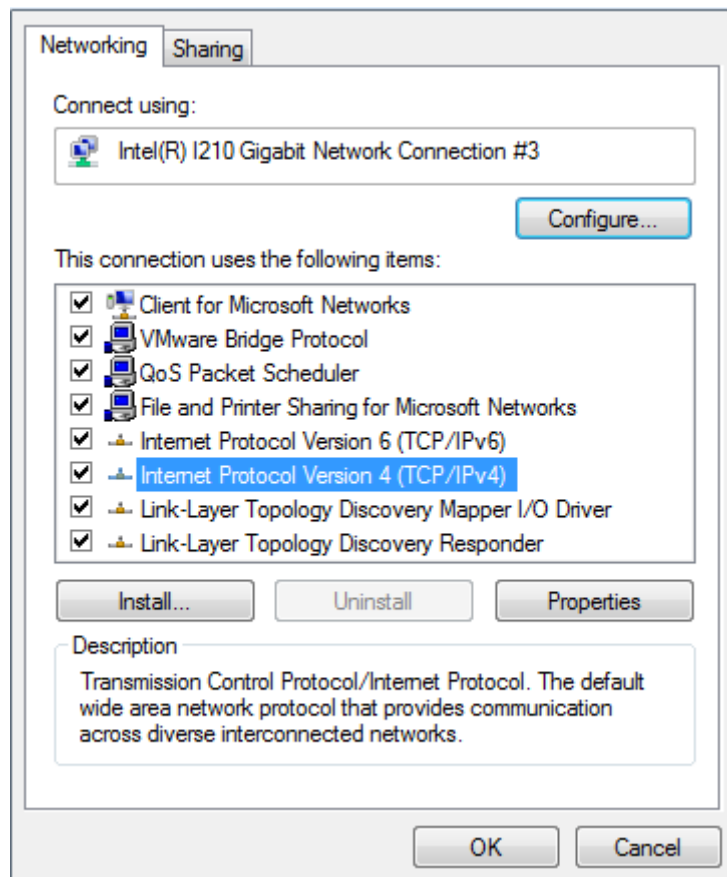 Networking
Sharing
Connect using:
Intel(R) I210 Gigabit Network Connection #3
Configure...
This connection uses the following items:
Client for Microsoft Networks
VMware Bridge Protocol
QoS Packet Scheduler
File and Printer Sharing for Microsoft Networks
Internet Protocol Version 6 (TCP/IPv6)
Internet Protocol Version 4 (TCP/IPv4)
Link-Layer Topology Discovery Mapper I/O Driver
Link-Layer Topology Discovery Responder
Install...
Uninstall
Properties
Description
Transmission Control Protocol/Internet Protocol. The default
wide area network protocol that provides communication
across diverse interconnected networks.
OK
Cancel